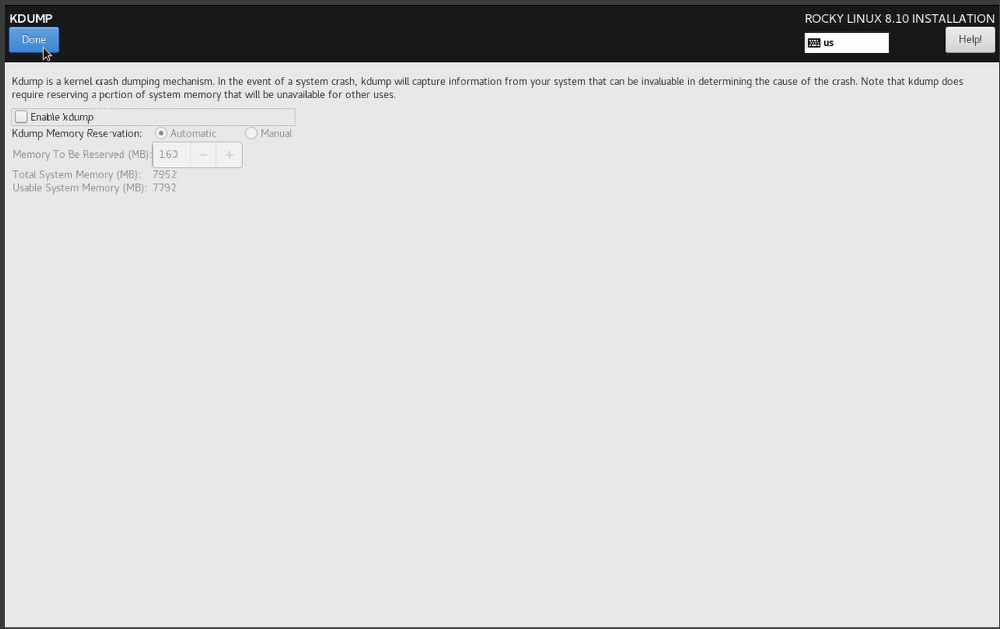 KDUMP
ROCKY LINUX 8.10 INSTALLATION
Done
us
Help!
Kdump is a kernel crash dumping mechanism. In the event of a system crash, kdump will capture information from your system that can be invaluable in determining the cause of the crash. Note that kdump does
require reserving a portion of system memory that will be unavailable for other uses.
Enable kdump
Kdump Memory Reservation: Automatic Manual
Memory To Be Reserved (MB): 160 − +
Total System Memory (MB): 7952
Usable System Memory (MB): 7792